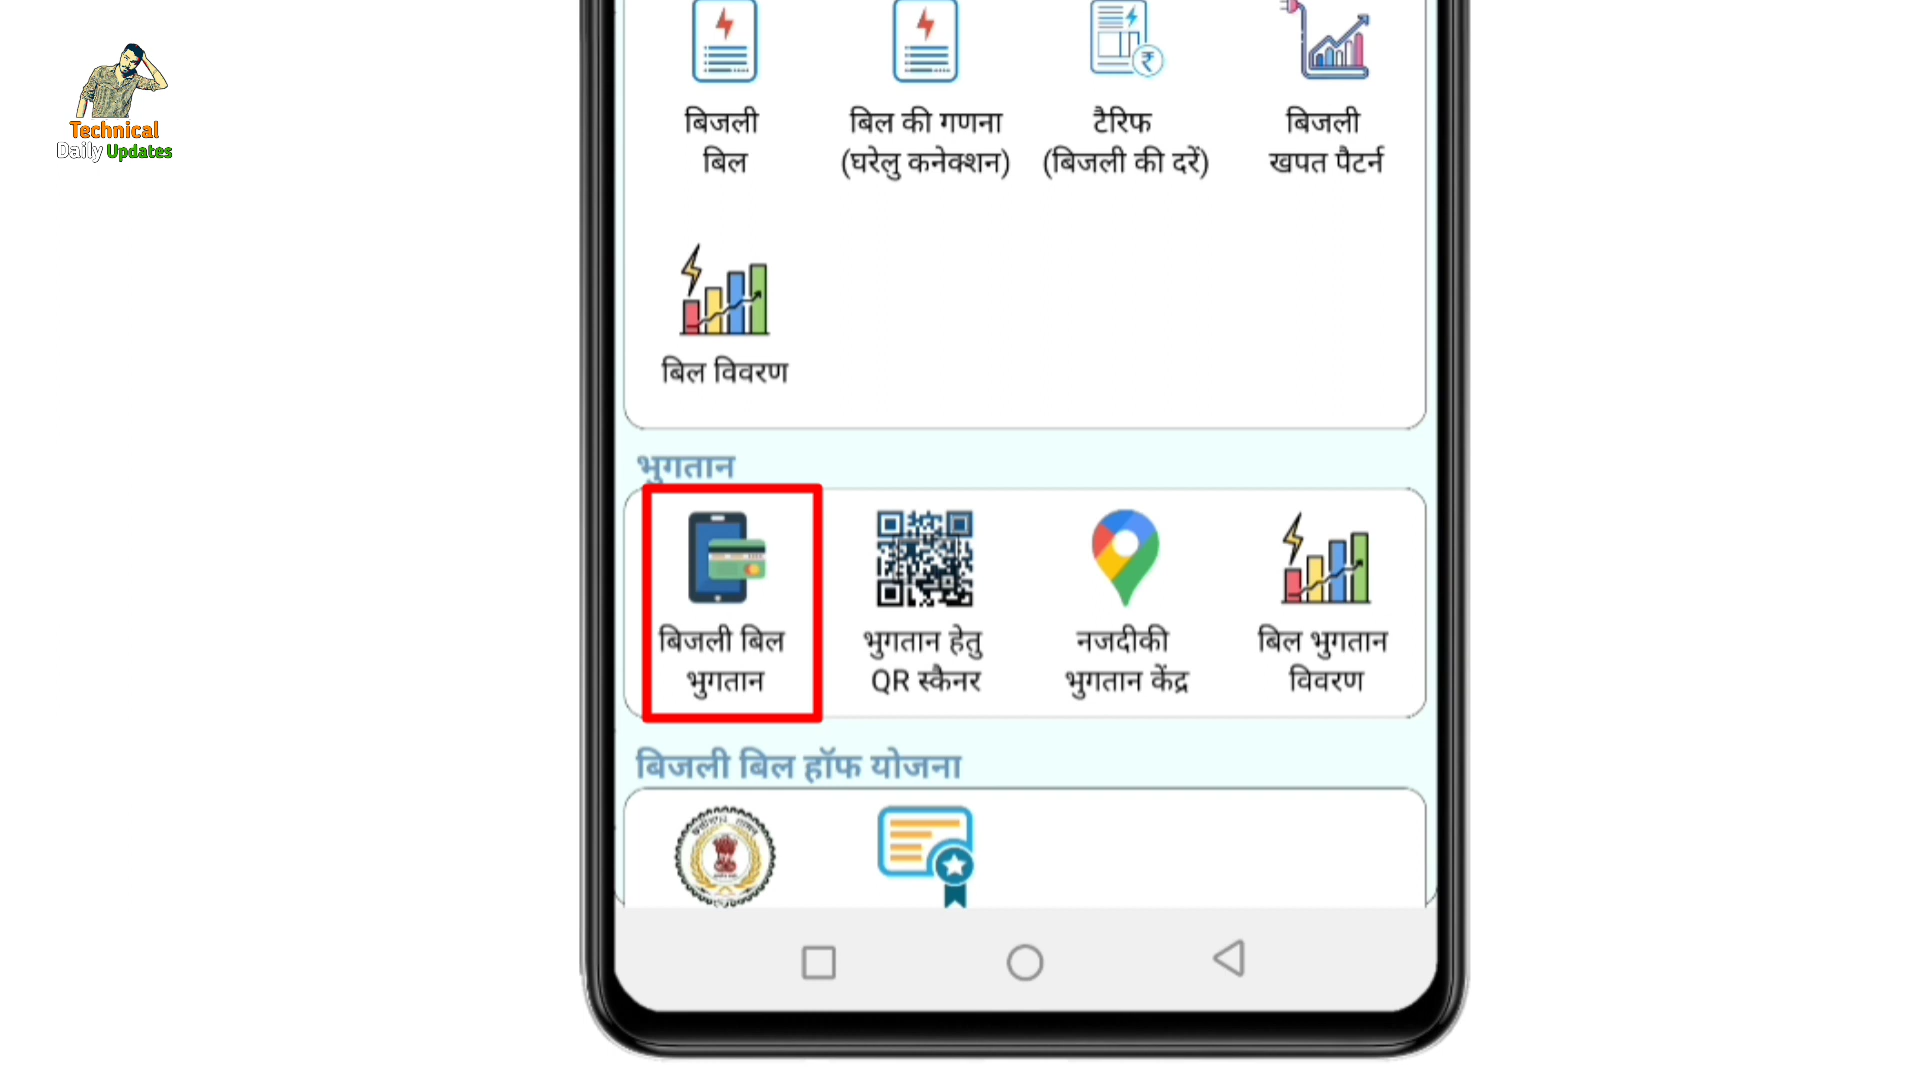 Technical
Daily Updates
बिजली
बिल
बिल की गणना
(घरेलु कनेक्शन)
टैरिफ
(बिजली की दरें)
बिजली
खपत पैटर्न
बिल विवरण
भुगतान
बिजली बिल
भुगतान
भुगतान हेतु
QR स्कैनर
नजदीकी
भुगतान केंद्र
बिल भुगतान
विवरण
बिजली बिल हॉफ योजना